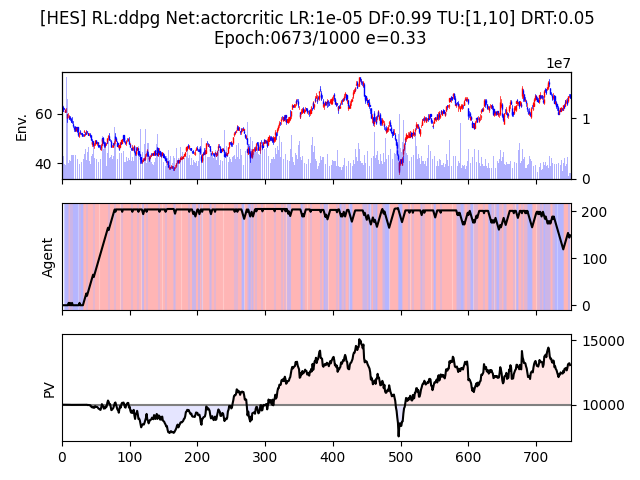 [HES] RL:ddpg Net:actorcritic LR:1e-05 DF:0.99 TU:[1,10] DRT:0.05
Epoch:0673/1000 e=0.33
1e7
Env.
60
40
1
0
Agent
200
100
0
PV
15000
10000
0 100 200 300 400 500 600 700